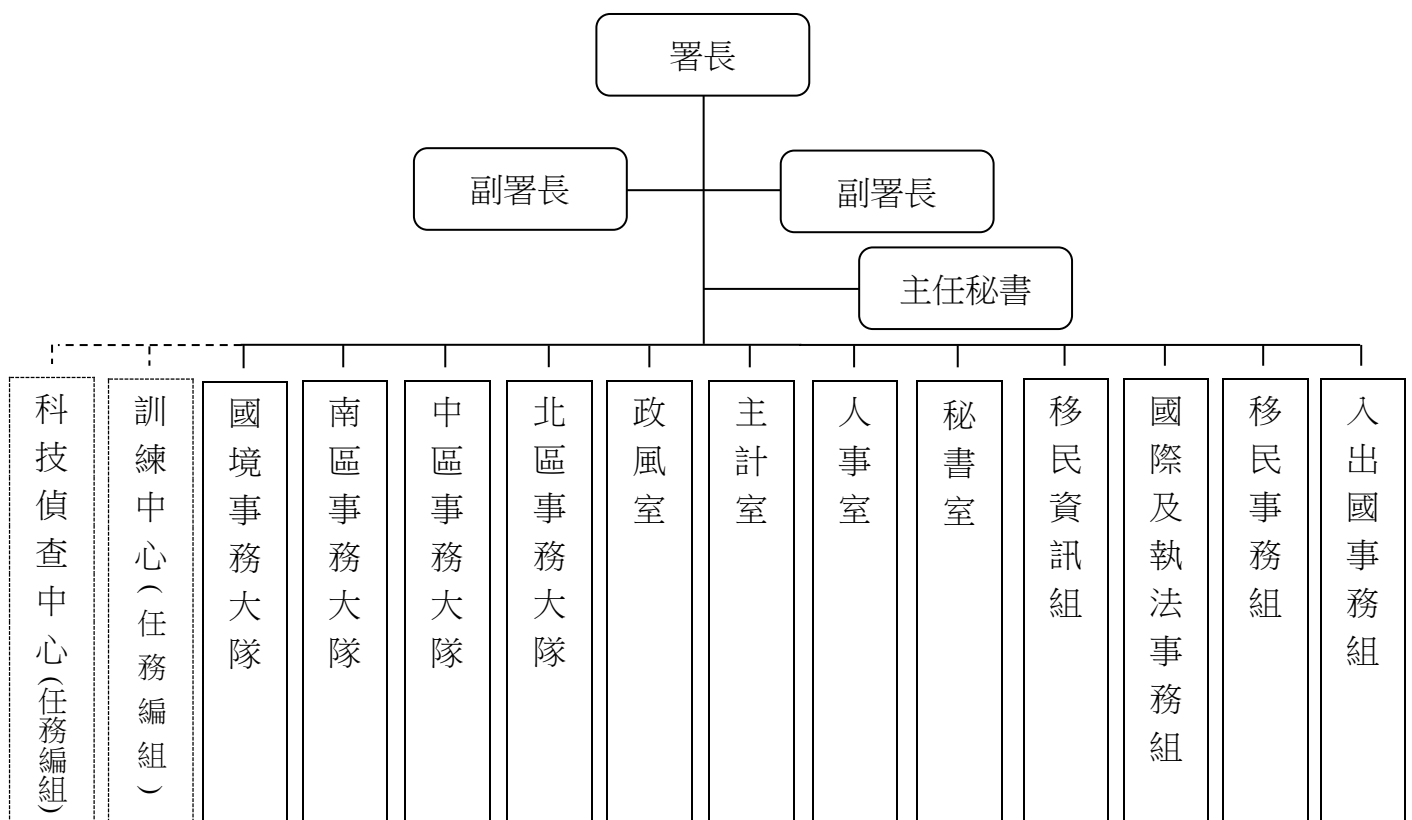 署長
副署長
副署長
主任秘書
科技偵查中心(任務編組)
訓練中心(任務編組)
國境事務大隊
南區事務大隊
中區事務大隊
北區事務大隊
政風室
主計室
人事室
秘書室
移民資訊組
國際及執法事務組
移民事務組
入出國事務組